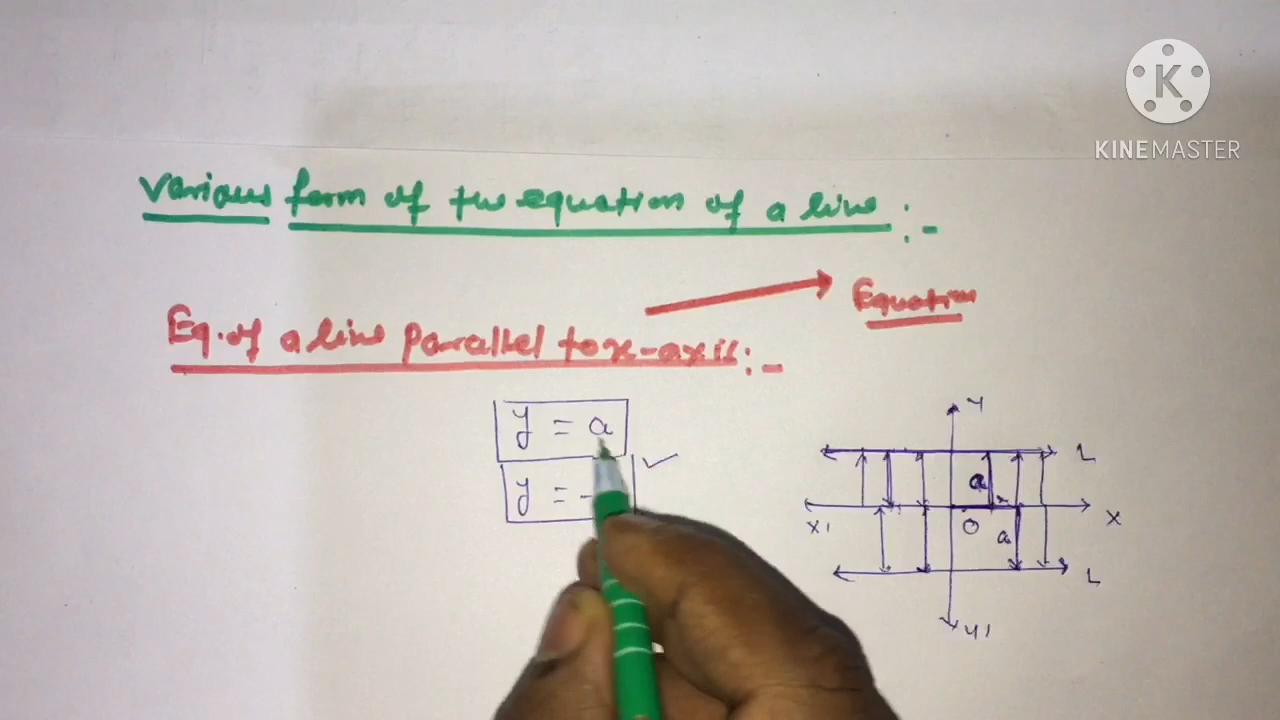 K
KINEMASTER
Various form of the equation of a line :-
Equation
Eq. of a line parallel to x-axis :-
y = a
y = -
Y
L
a
X'
O
X
a
L
Y'